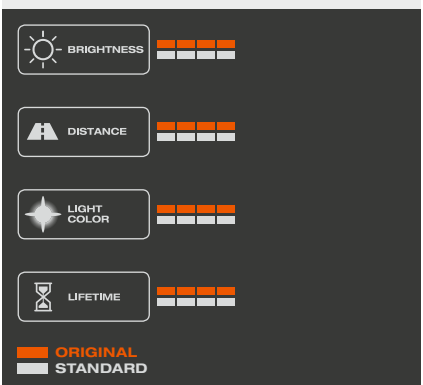 BRIGHTNESS
DISTANCE
LIGHT
COLOR
LIFETIME
ORIGINAL
STANDARD